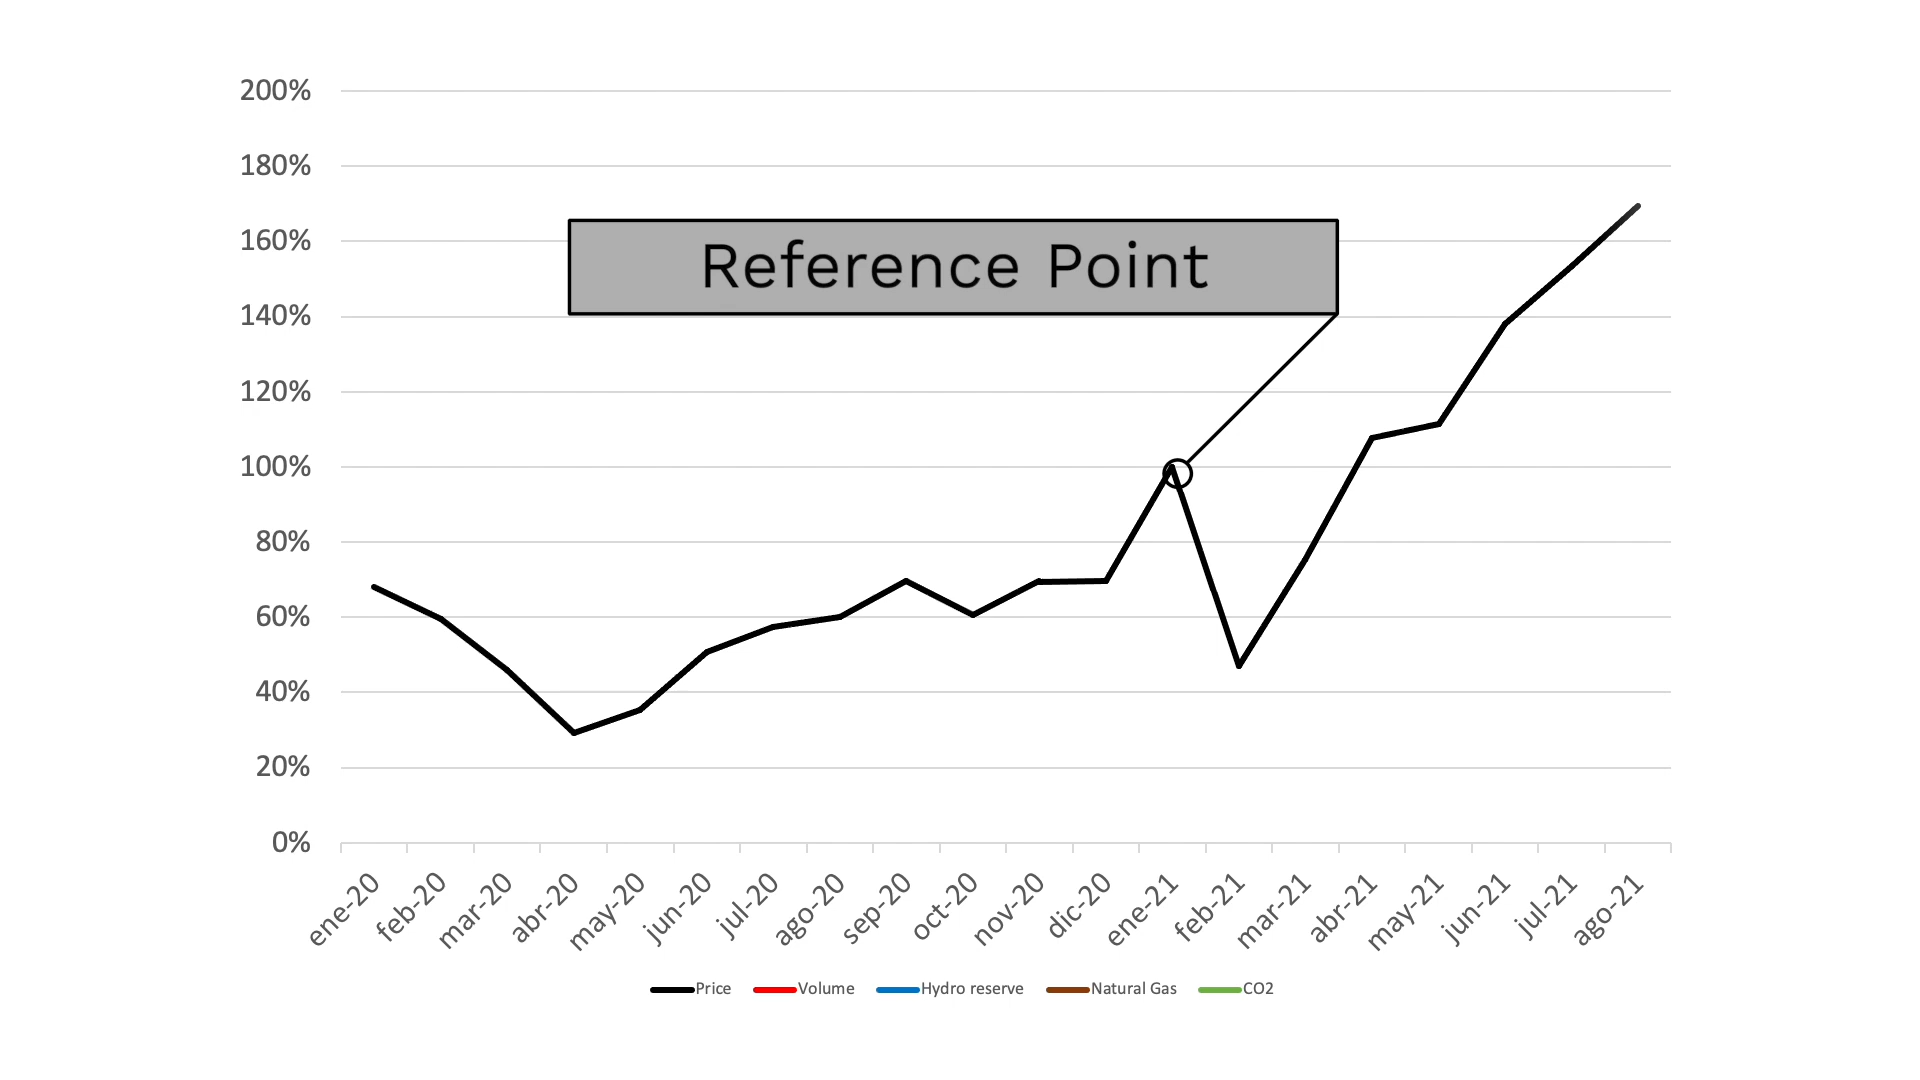 200%
180%
160%
140%
120%
100%
80%
60%
40%
20%
0%
Reference Point
ene-20
feb-20
mar-20
abr-20
may-20
jun-20
jul-20
ago-20
sep-20
oct-20
nov-20
dic-20
ene-21
feb-21
mar-21
abr-21
may-21
jun-21
jul-21
ago-21
Price Volume Hydro reserve Natural Gas CO2